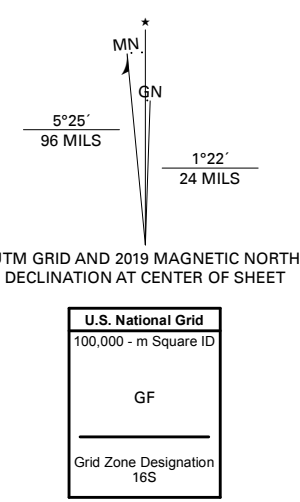 ★
MN
GN
5°25´
96 MILS
1°22´
24 MILS
UTM GRID AND 2019 MAGNETIC NORTH
DECLINATION AT CENTER OF SHEET
U.S. National Grid
100,000 - m Square ID
GF
Grid Zone Designation
16S